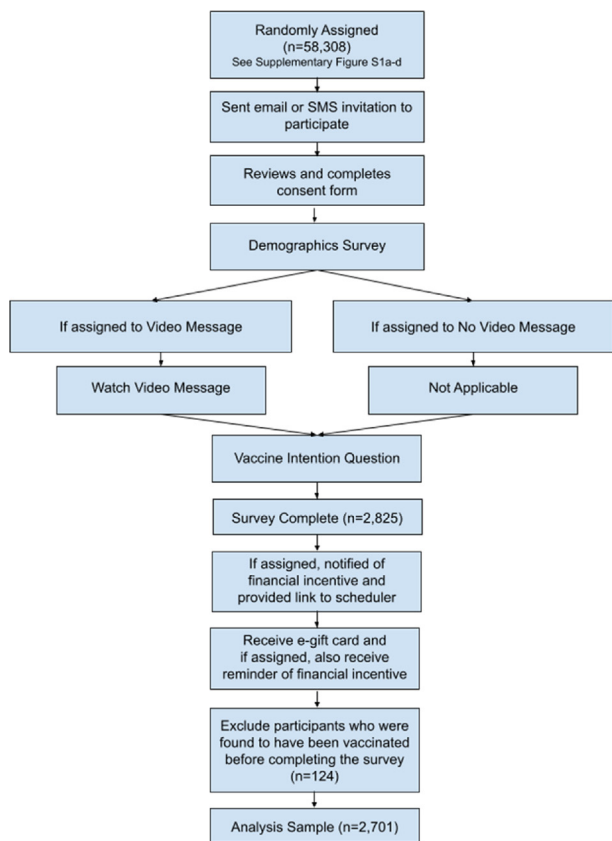 Randomly Assigned
(n=58,308)
See Supplementary Figure S1a-d
Sent email or SMS invitation to
participate
Reviews and completes
consent form
Demographics Survey
If assigned to Video Message
If assigned to No Video Message
Watch Video Message
Not Applicable
Vaccine Intention Question
Survey Complete (n=2,825)
If assigned, notified of
financial incentive and
provided link to scheduler
Receive e-gift card and
if assigned, also receive
reminder of financial incentive
Exclude participants who were
found to have been vaccinated
before completing the survey
(n=124)
Analysis Sample (n=2,701)